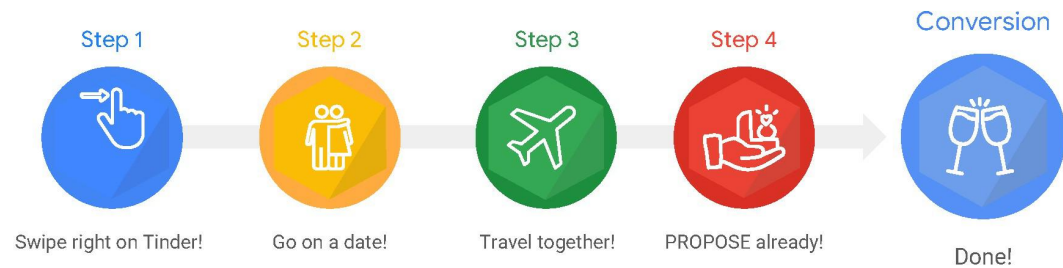 Step 1
Step 2
Step 3
Step 4
Conversion
Swipe right on Tinder!
Go on a date!
Travel together!
PROPOSE already!
Done!